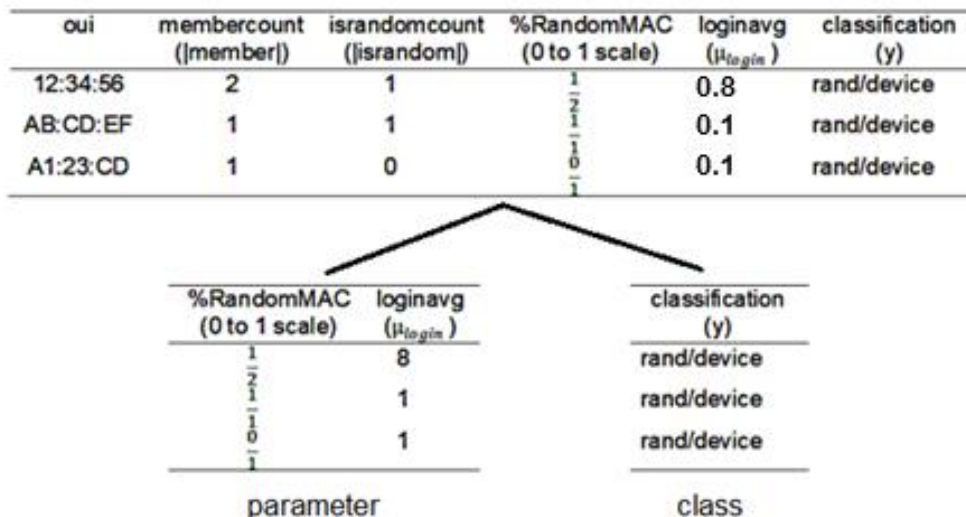 oui membercount israndomcount %RandomMAC loginavg classification
(|member|) (|israndom|) (0 to 1 scale) (μlogin) (y)
12:34:56 2 1 1/2 0.8 rand/device
AB:CD:EF 1 1 1/1 0.1 rand/device
A1:23:CD 1 0 0/1 0.1 rand/device
%RandomMAC loginavg
(0 to 1 scale) (μlogin)
1/2 8
1/1 1
0/1 1
parameter
classification
(y)
rand/device
rand/device
rand/device
class